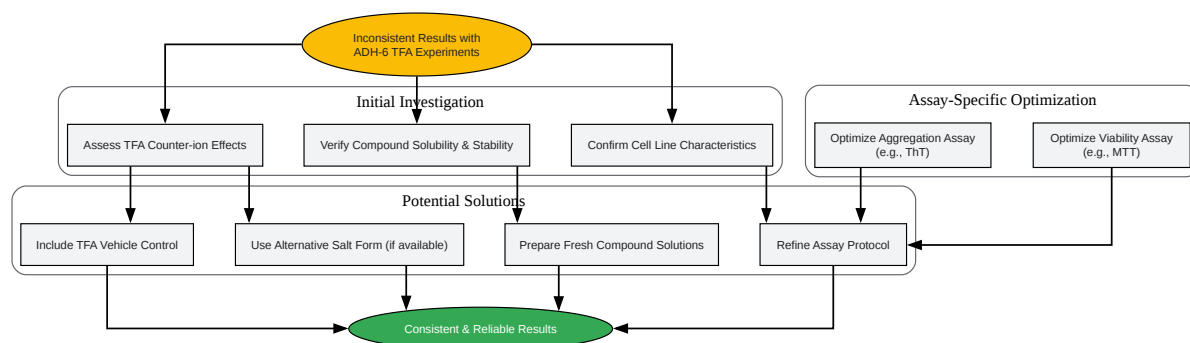 Inconsistent Results with
ADH-6 TFA Experiments
Initial Investigation
Assay-Specific Optimization
Assess TFA Counter-ion Effects
Verify Compound Solubility & Stability
Confirm Cell Line Characteristics
Optimize Aggregation Assay
(e.g., ThT)
Optimize Viability Assay
(e.g., MTT)
Potential Solutions
Include TFA Vehicle Control
Use Alternative Salt Form (if available)
Prepare Fresh Compound Solutions
Refine Assay Protocol
Consistent & Reliable Results